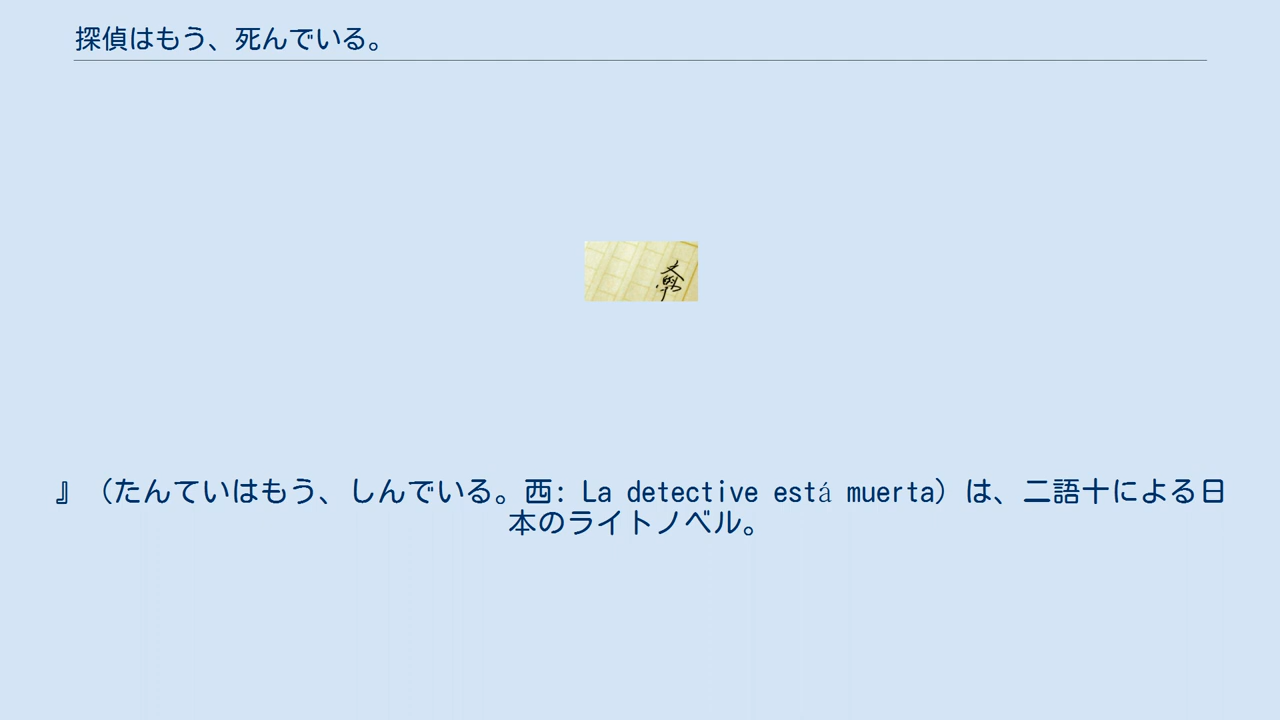 探偵はもう、死んでいる。
』（たんていはもう、しんでいる。西: La detective está muerta）は、二語十による日
本のライトノベル。